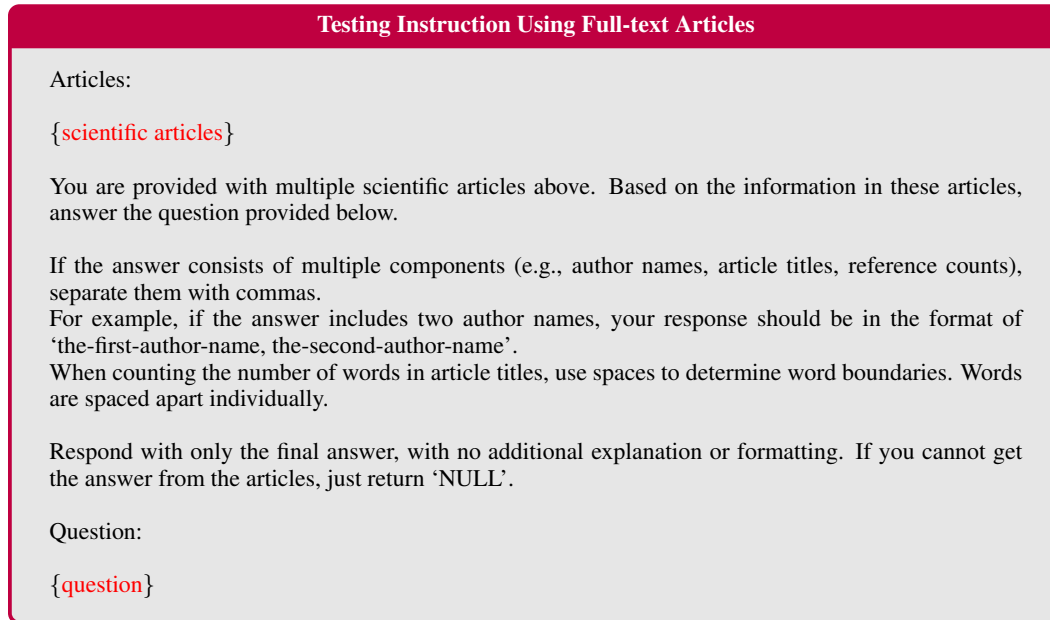 Testing Instruction Using Full-text Articles
Articles:
{scientific articles}
You are provided with multiple scientific articles above. Based on the information in these articles,
answer the question provided below.
If the answer consists of multiple components (e.g., author names, article titles, reference counts),
separate them with commas.
For example, if the answer includes two author names, your response should be in the format of
‘the-first-author-name, the-second-author-name’.
When counting the number of words in article titles, use spaces to determine word boundaries. Words
are spaced apart individually.
Respond with only the final answer, with no additional explanation or formatting. If you cannot get
the answer from the articles, just return ‘NULL’.
Question:
{question}